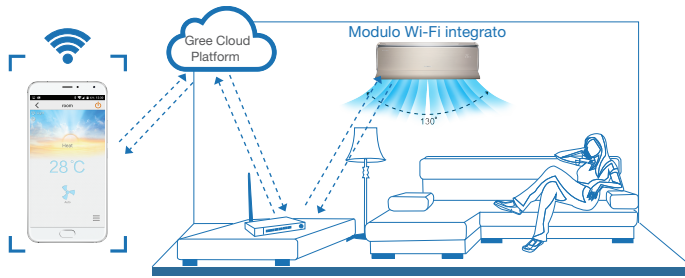 Gree Cloud
Platform
Modulo Wi-Fi integrato
130°
room
Heat
28°C